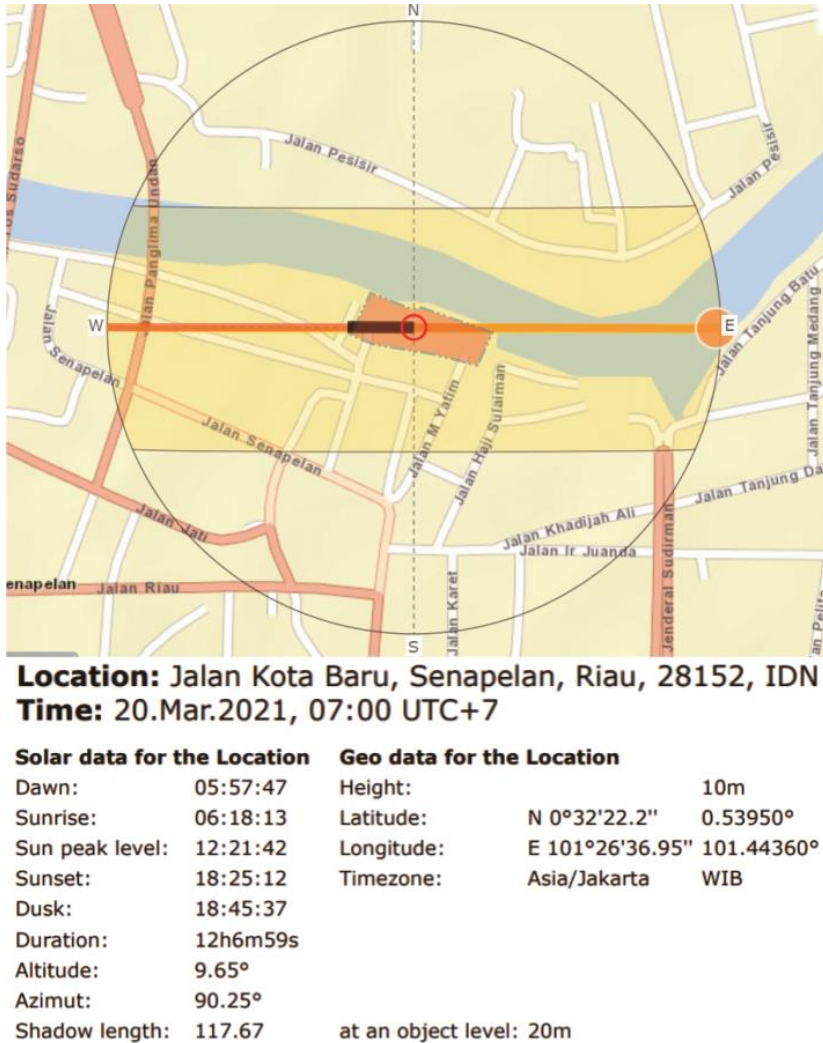 N
Jalan Pesisir
Jalan Pesisir
ros Sudarso
Jalan Panglima Undan
W
E
Jalan Tanjung Batu
Jalan Tanjung Medang
Jalan Senapelan
Jalan Senapelan
Jalan M Yatim
Jalan Haji Sulaiman
Jalan Tanjung Da
Jalan Khadijah Ali
Jalan Jati
Jalan Ir Juanda
Jenderal Sudirman
enapelan
Jalan Riau
Jalan Karet
an Pelita
S
Location: Jalan Kota Baru, Senapelan, Riau, 28152, IDN
Time: 20.Mar.2021, 07:00 UTC+7
Solar data for the Location Geo data for the Location
Dawn: 05:57:47 Height: 10m
Sunrise: 06:18:13 Latitude: N 0°32'22.2'' 0.53950°
Sun peak level: 12:21:42 Longitude: E 101°26'36.95'' 101.44360°
Sunset: 18:25:12 Timezone: Asia/Jakarta WIB
Dusk: 18:45:37
Duration: 12h6m59s
Altitude: 9.65°
Azimut: 90.25°
Shadow length: 117.67 at an object level: 20m